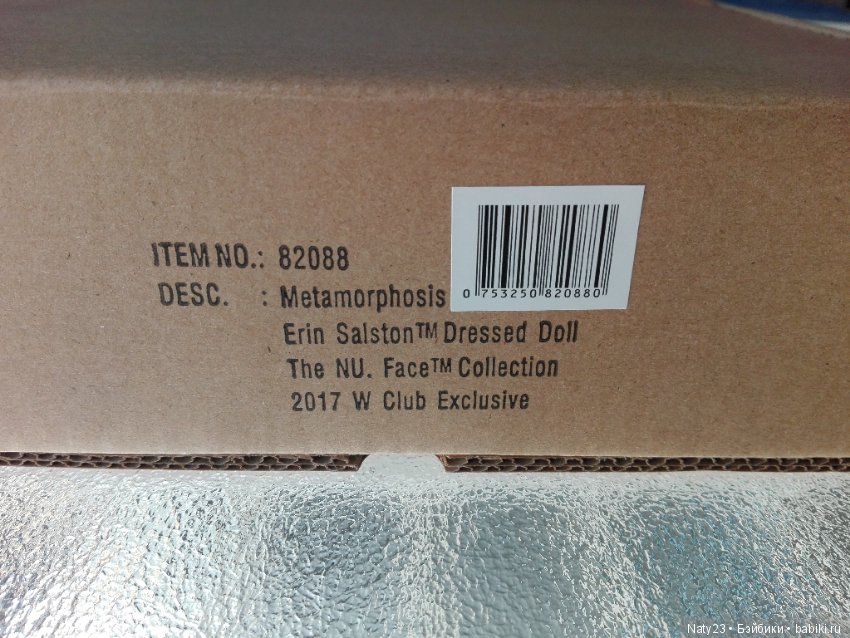 ITEM NO.: 82088
DESC. : Metamorphosis
Erin Salston™ Dressed Doll
The NU. Face™ Collection
2017 W Club Exclusive
0 753250 820880
Naty23 • Бэйбики • babiki.ru